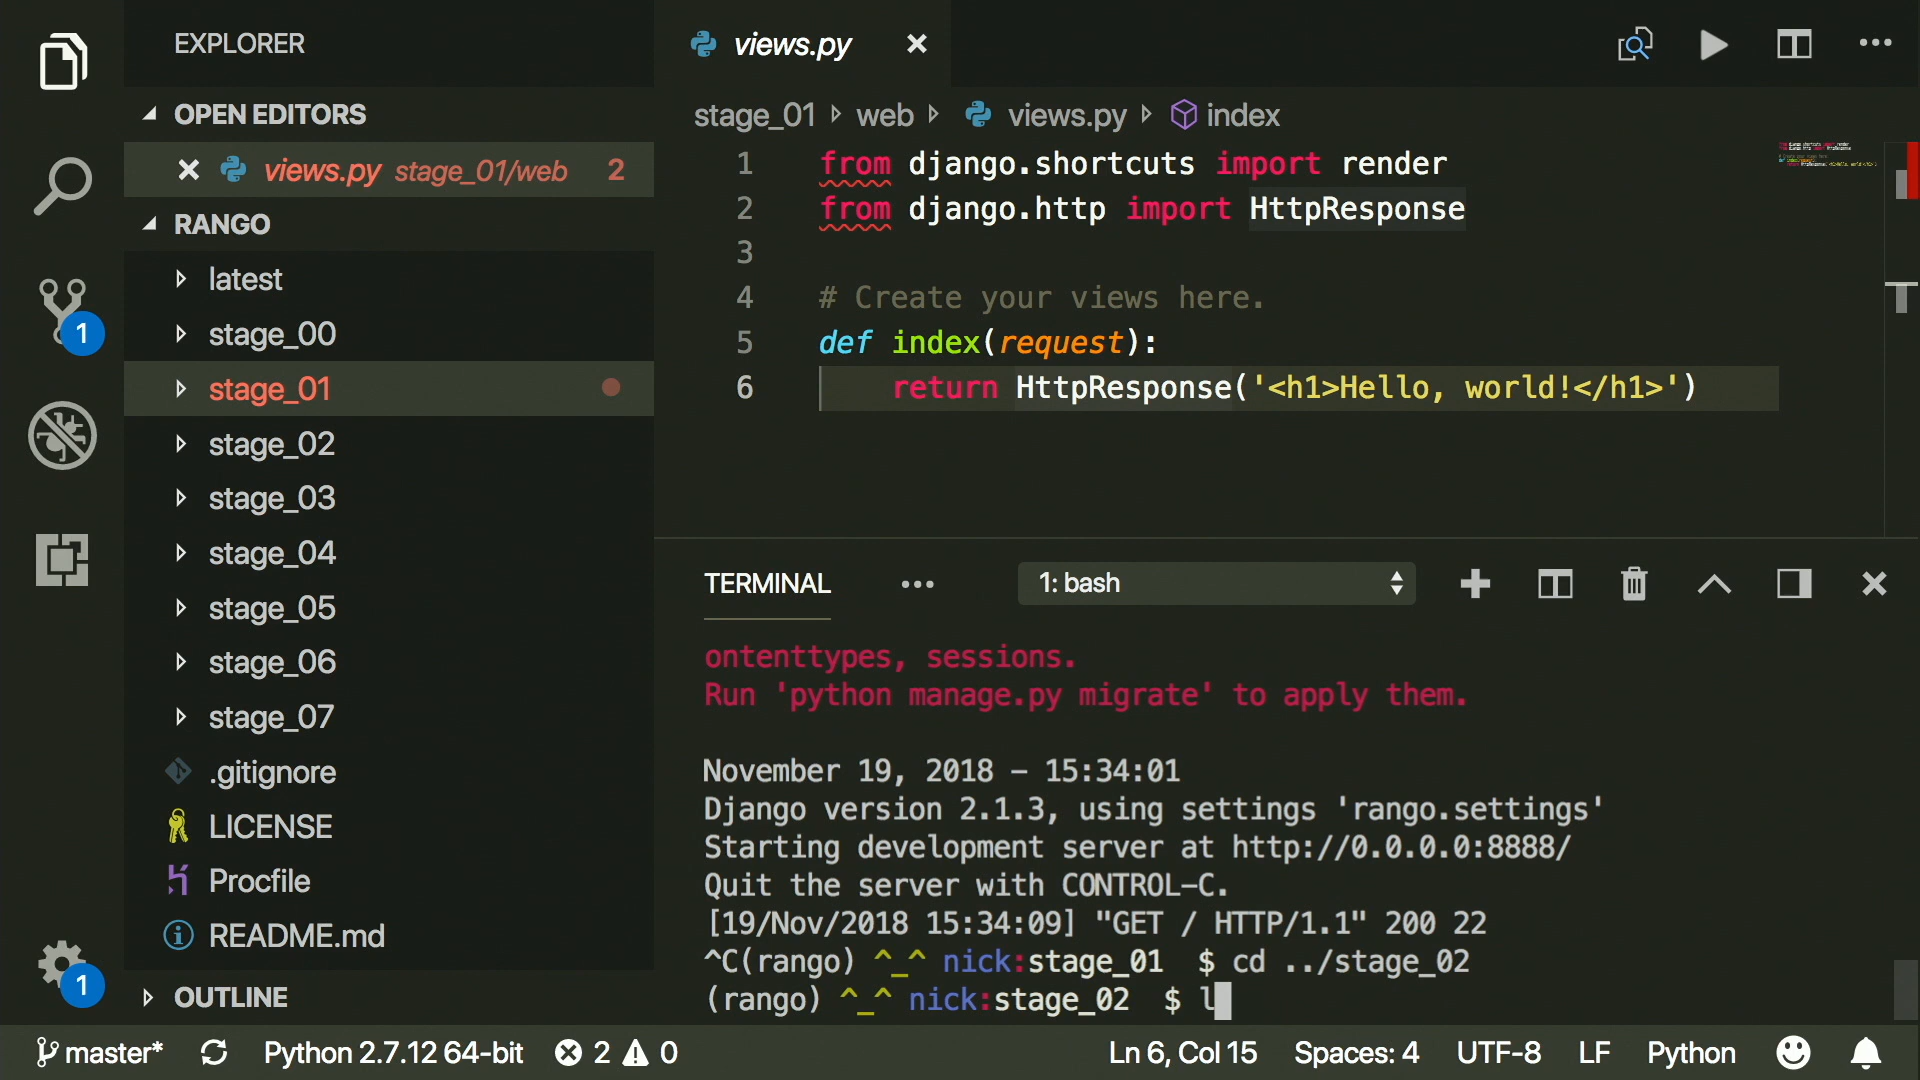 EXPLORER
OPEN EDITORS
views.py stage_01/web 2
RANGO
latest
stage_00
stage_01
stage_02
stage_03
stage_04
stage_05
stage_06
stage_07
.gitignore
LICENSE
Procfile
README.md
OUTLINE
1
1
views.py
stage_01 web views.py index
1 from django.shortcuts import render
2 from django.http import HttpResponse
3
4 # Create your views here.
5 def index(request):
6 return HttpResponse('<h1>Hello, world!</h1>')
TERMINAL 1: bash
ontenttypes, sessions.
Run 'python manage.py migrate' to apply them.
November 19, 2018 - 15:34:01
Django version 2.1.3, using settings 'rango.settings'
Starting development server at http://0.0.0.0:8888/
Quit the server with CONTROL-C.
[19/Nov/2018 15:34:09] "GET / HTTP/1.1" 200 22
^C(rango) ^_^ nick:stage_01 $ cd ../stage_02
(rango) ^_^ nick:stage_02 $ l
master* Python 2.7.12 64-bit 2 0 Ln 6, Col 15 Spaces: 4 UTF-8 LF Python